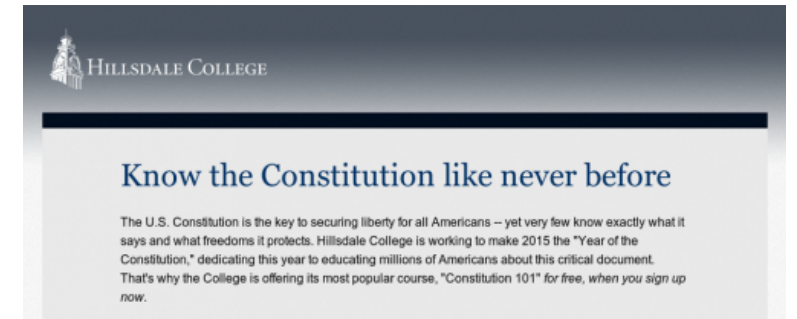 HILLSDALE COLLEGE
Know the Constitution like never before
The U.S. Constitution is the key to securing liberty for all Americans – yet very few know exactly what it
says and what freedoms it protects. Hillsdale College is working to make 2015 the "Year of the
Constitution," dedicating this year to educating millions of Americans about this critical document.
That's why the College is offering its most popular course, "Constitution 101" for free, when you sign up
now.